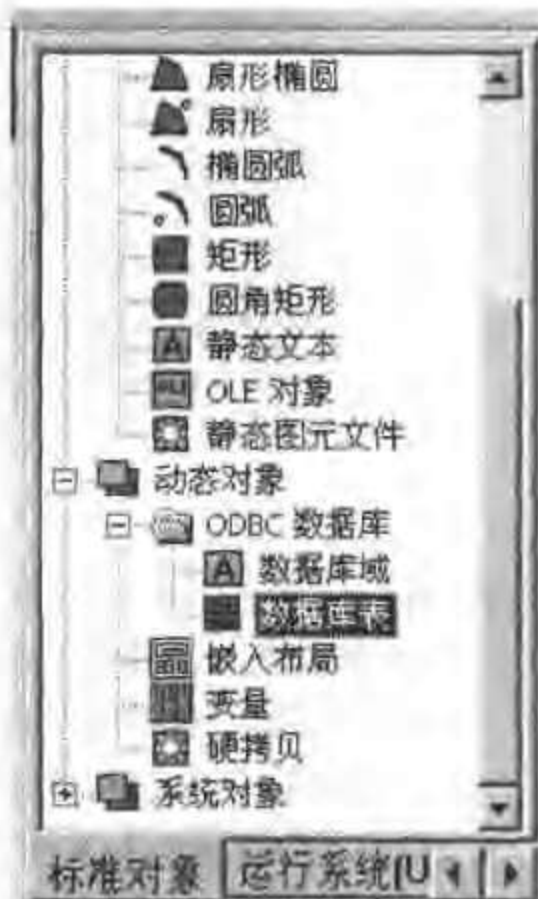 扇形椭圆
扇形
椭圆弧
圆弧
矩形
圆角矩形
静态文本
OLE 对象
静态图元文件
动态对象
ODBC 数据库
数据库域
数据库表
嵌入布局
变量
硬拷贝
系统对象
标准对象 运行系统(U